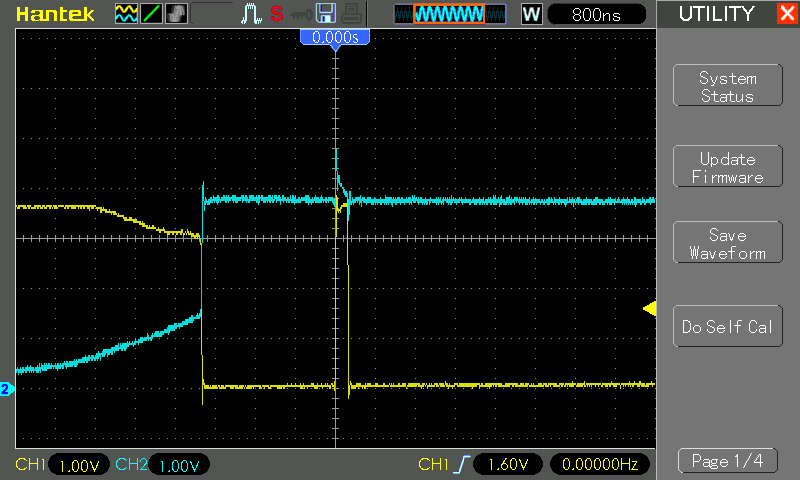 Hantek
S
W
800ns
UTILITY
0.000s
System
Status
Update
Firmware
Save
Waveform
Do Self Cal
2
CH1 1.00V CH2 1.00V CH1 1.60V 0.00000Hz
Page 1/4